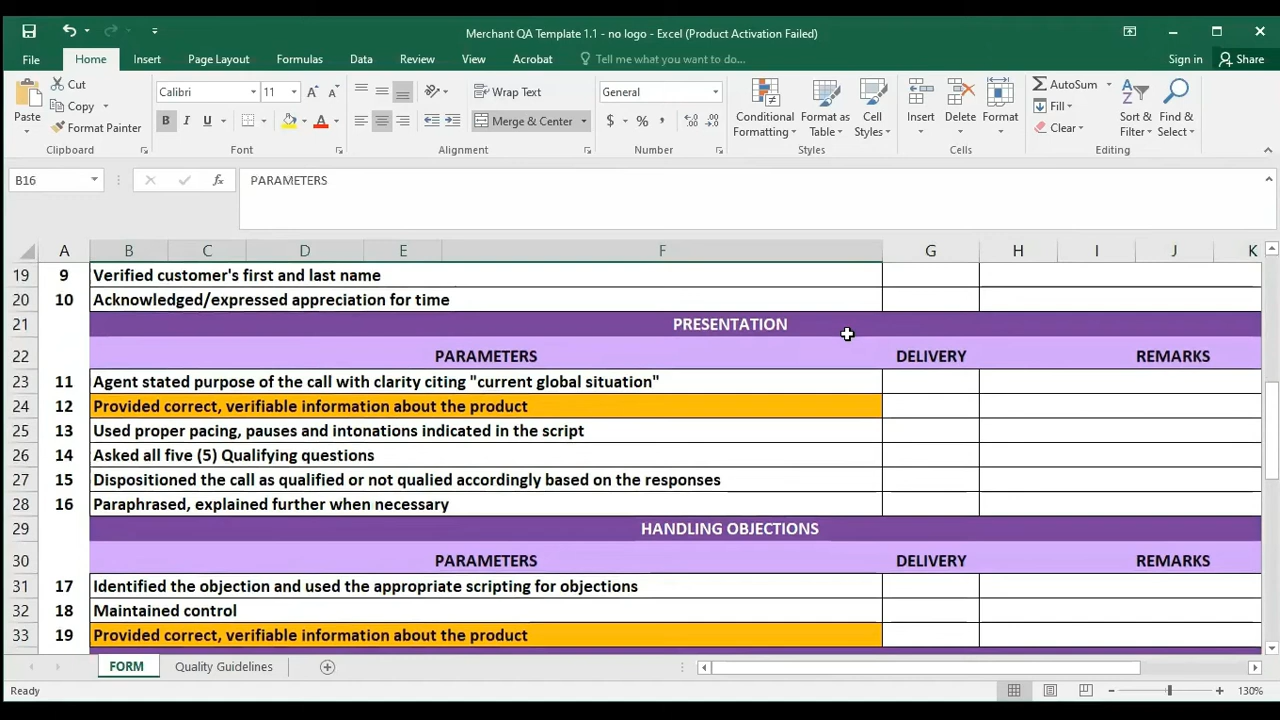 Merchant QA Template 1.1 - no logo - Excel (Product Activation Failed)
File Home Insert Page Layout Formulas Data Review View Acrobat Tell me what you want to do... Sign in Share
Paste
Cut
Copy
Format Painter
Clipboard
Calibri 11
B I U
Font
Wrap Text
Merge & Center
Alignment
General
$ % ,
Number
Conditional Formatting
Format as Table
Cell Styles
Styles
Insert Delete Format
Cells
AutoSum
Fill
Clear
Sort & Filter
Find & Select
Editing
B16 fx PARAMETERS
A B C D E F G H I J K
19 9 Verified customer's first and last name
20 10 Acknowledged/expressed appreciation for time
21 PRESENTATION
22 PARAMETERS DELIVERY REMARKS
23 11 Agent stated purpose of the call with clarity citing "current global situation"
24 12 Provided correct, verifiable information about the product
25 13 Used proper pacing, pauses and intonations indicated in the script
26 14 Asked all five (5) Qualifying questions
27 15 Dispositioned the call as qualified or not qualied accordingly based on the responses
28 16 Paraphrased, explained further when necessary
29 HANDLING OBJECTIONS
30 PARAMETERS DELIVERY REMARKS
31 17 Identified the objection and used the appropriate scripting for objections
32 18 Maintained control
33 19 Provided correct, verifiable information about the product
FORM Quality Guidelines
Ready 130%